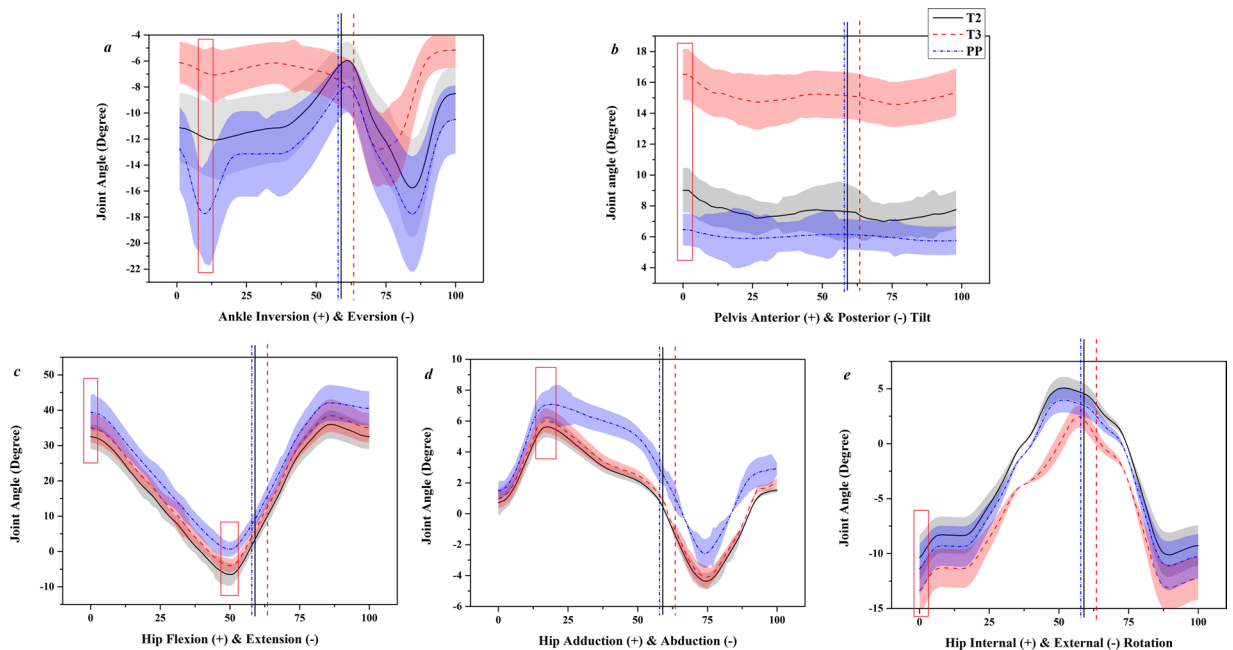 T2
T3
PP
a
-4
-6
-8
-10
-12
-14
-16
-18
-20
-22
Joint Angle (Degree)
0 25 50 75 100
Ankle Inversion (+) & Eversion (-)
b
18
16
14
12
10
8
6
4
Joint angle (Degree)
0 25 50 75 100
Pelvis Anterior (+) & Posterior (-) Tilt
c
50
40
30
20
10
0
-10
Joint Angle (Degree)
0 25 50 75 100
Hip Flexion (+) & Extension (-)
d
10
8
6
4
2
0
-2
-4
-6
Joint Angle (Degree)
0 25 50 75 100
Hip Adduction (+) & Abduction (-)
e
5
0
-5
-10
-15
Joint Angle (Degree)
0 25 50 75 100
Hip Internal (+) & External (-) Rotation